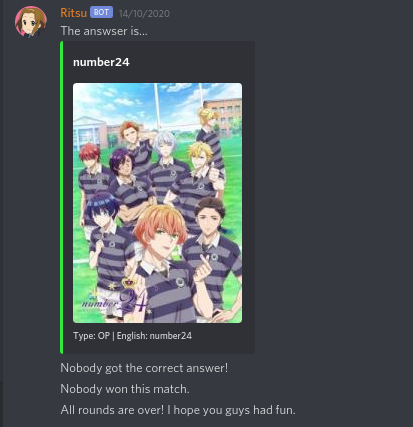 Ritsu BOT 14/10/2020
The answser is...
number24
number24
Type: OP | English: number24
Nobody got the correct answer!
Nobody won this match.
All rounds are over! I hope you guys had fun.